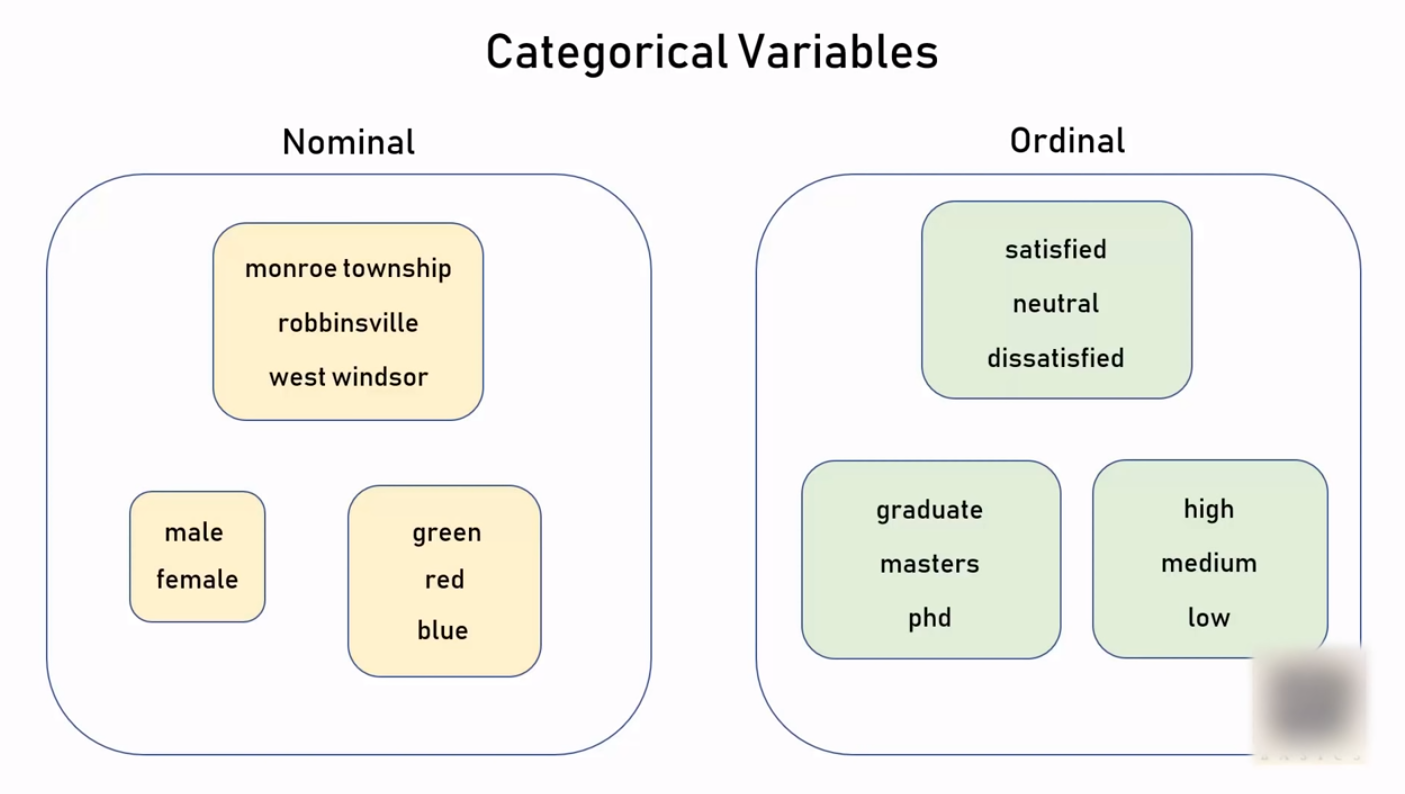 Categorical Variables
Nominal
monroe township
robbinsville
west windsor
male
female
green
red
blue
Ordinal
satisfied
neutral
dissatisfied
graduate
masters
phd
high
medium
low